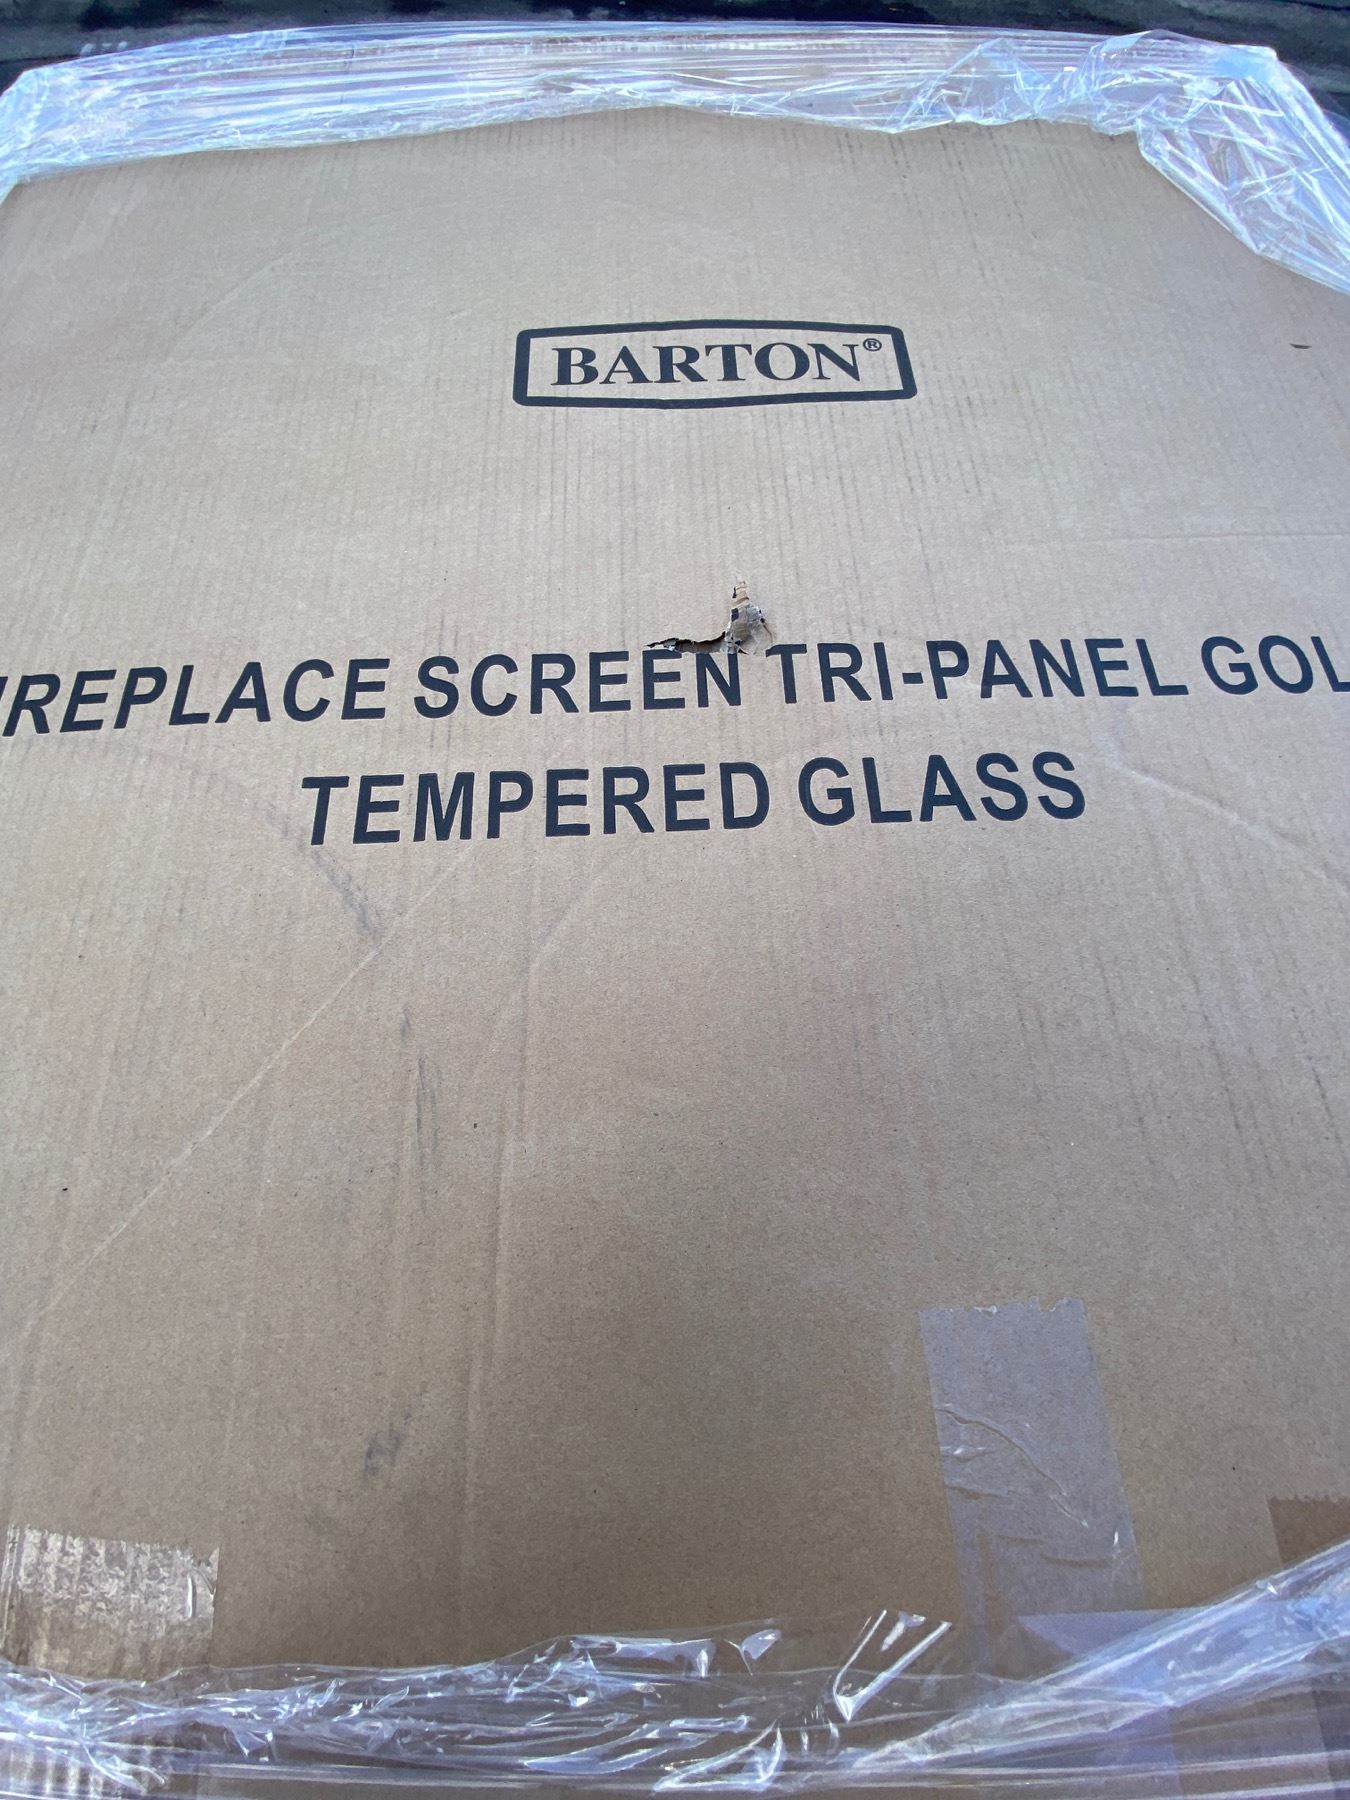 BARTON®
IREPLACE SCREEN TRI-PANEL GOL
TEMPERED GLASS